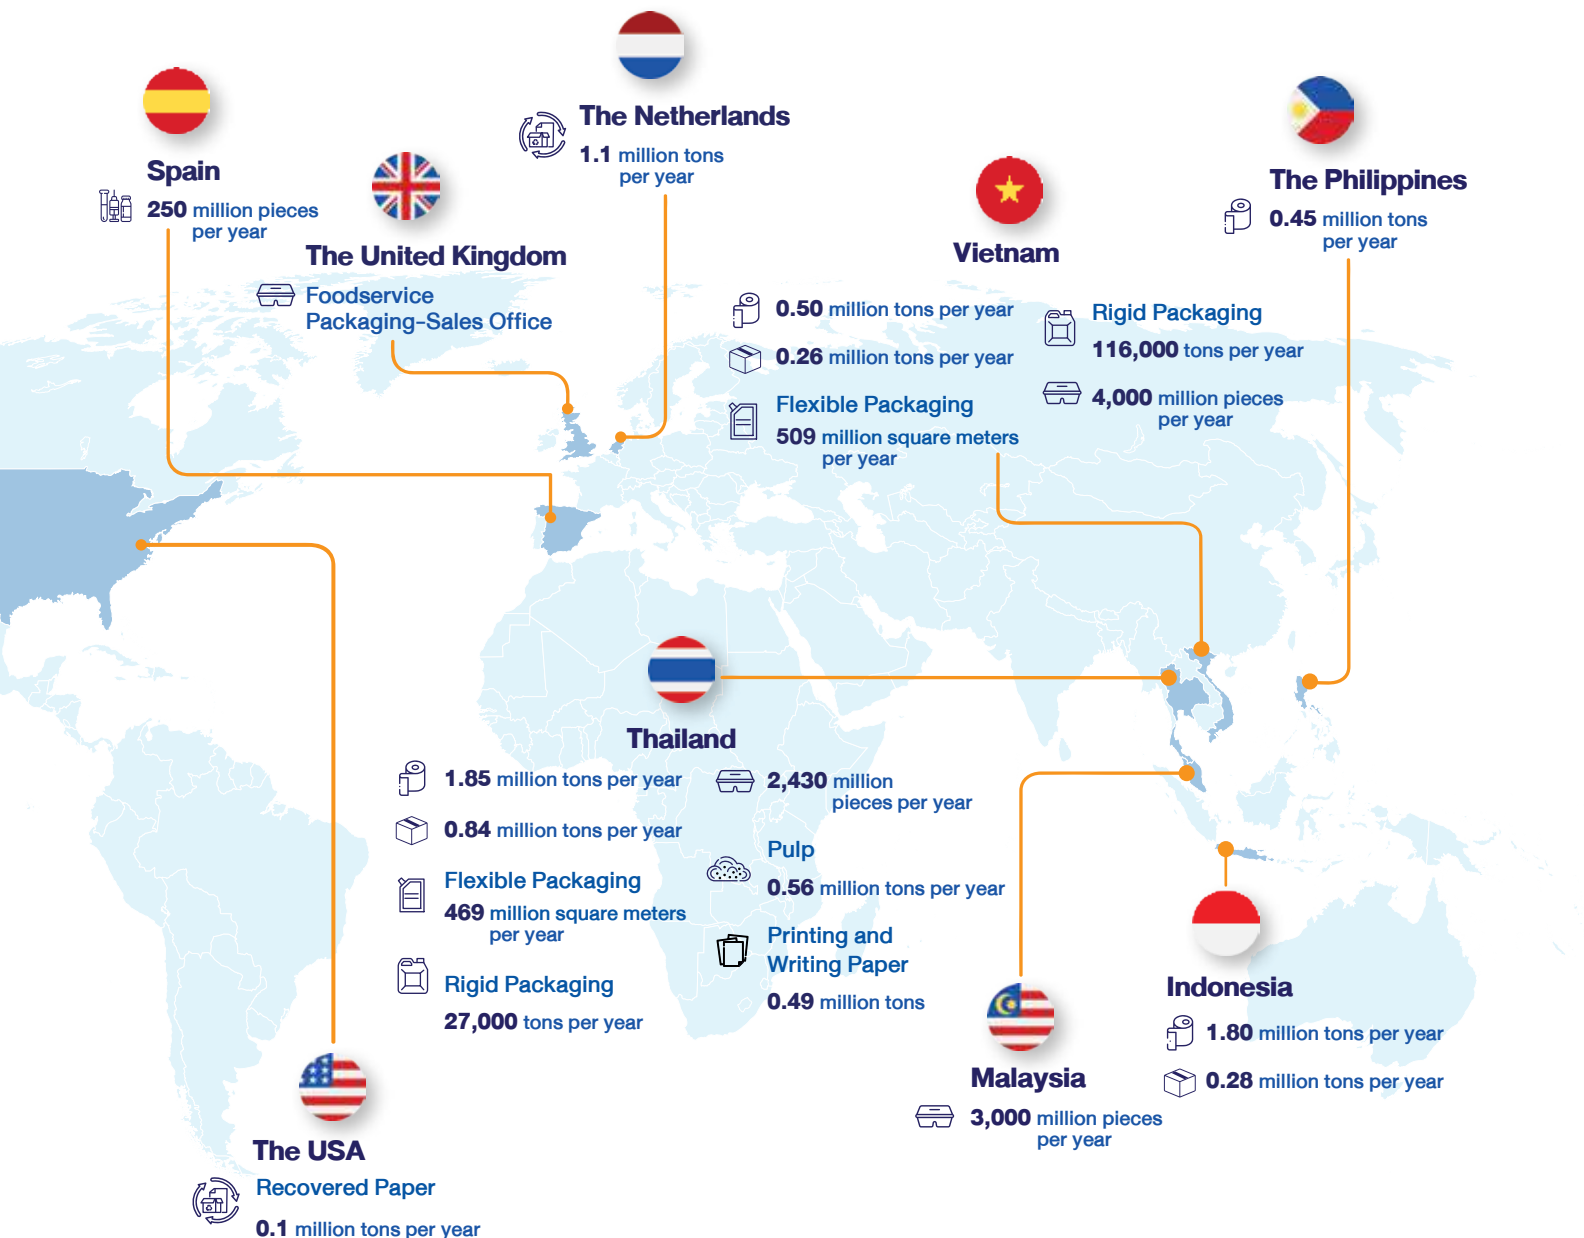 The Netherlands
1.1 million tons
per year
Spain
250 million pieces
per year
The United Kingdom
Foodservice
Packaging-Sales Office
Vietnam
0.50 million tons per year
0.26 million tons per year
Flexible Packaging
509 million square meters
per year
Rigid Packaging
116,000 tons per year
4,000 million pieces
per year
The Philippines
0.45 million tons
per year
Thailand
1.85 million tons per year
0.84 million tons per year
Flexible Packaging
469 million square meters
per year
Rigid Packaging
27,000 tons per year
2,430 million
pieces per year
Pulp
0.56 million tons per year
Printing and
Writing Paper
0.49 million tons
Indonesia
1.80 million tons per year
0.28 million tons per year
Malaysia
3,000 million pieces
per year
The USA
Recovered Paper
0.1 million tons per year